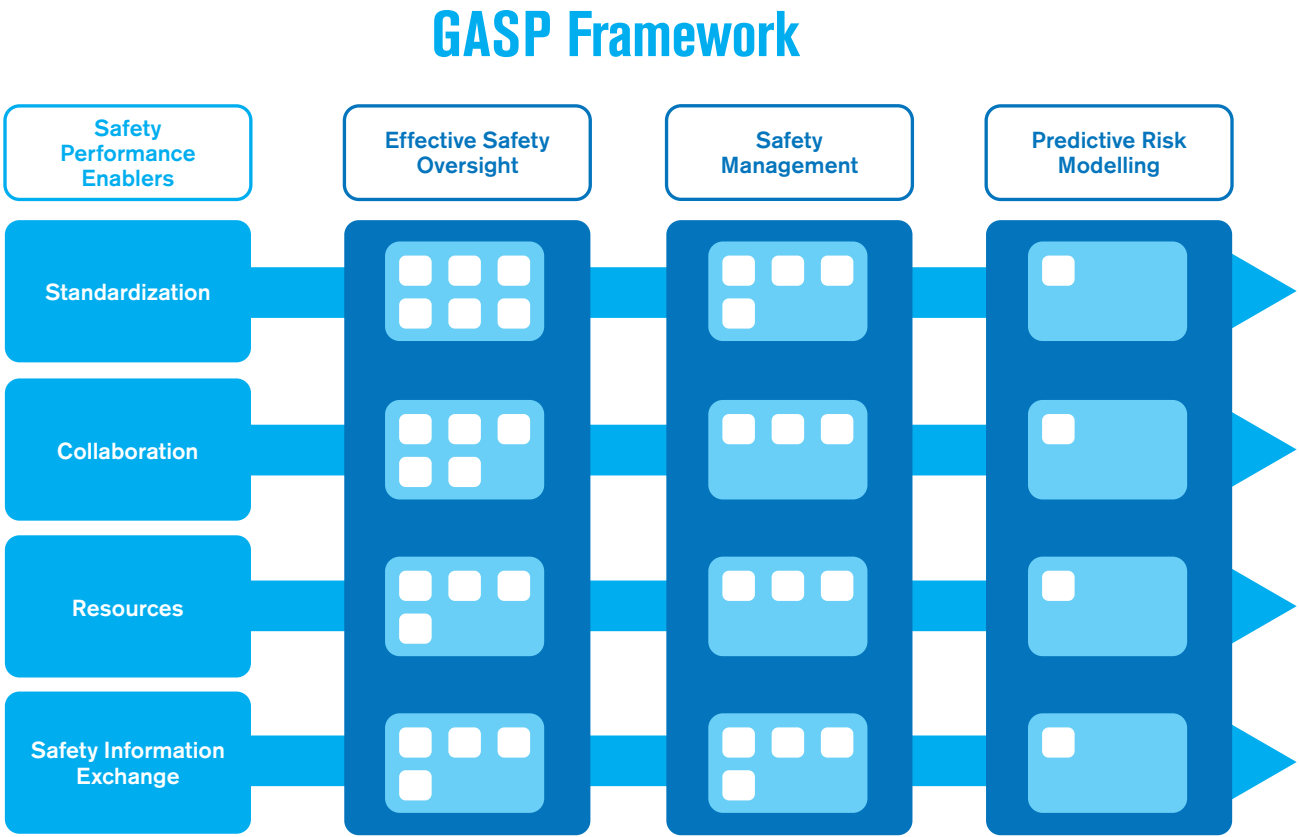 GASP Framework
Safety
Performance
Enablers
Effective Safety
Oversight
Safety
Management
Predictive Risk
Modelling
Standardization
Collaboration
Resources
Safety Information
Exchange